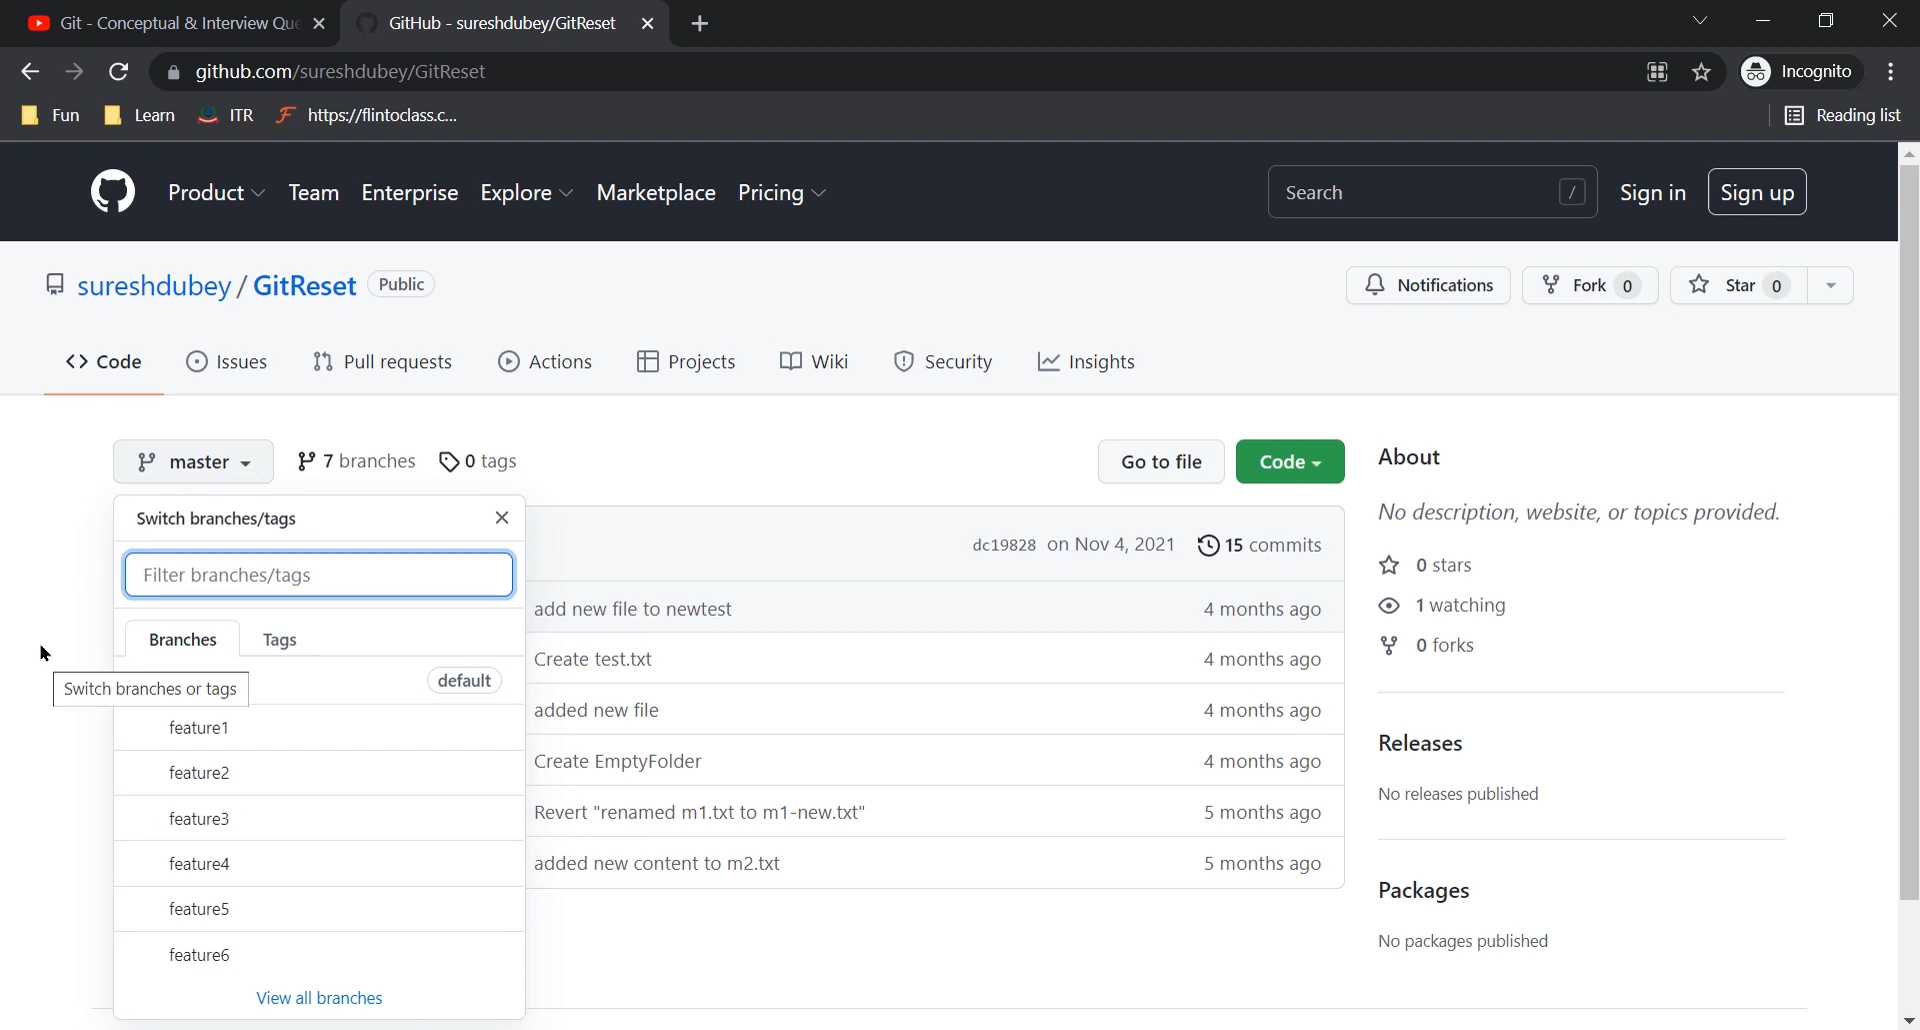 Git - Conceptual & Interview Que
GitHub - sureshdubey/GitReset
github.com/sureshdubey/GitReset
Incognito
Fun
Learn
ITR
https://flintoclass.c...
Reading list
Product
Team
Enterprise
Explore
Marketplace
Pricing
Search /
Sign in
Sign up
sureshdubey / GitReset Public
Notifications
Fork 0
Star 0
Code
Issues
Pull requests
Actions
Projects
Wiki
Security
Insights
master
7 branches
0 tags
Go to file
Code
Switch branches/tags
Filter branches/tags
Branches
Tags
default
Switch branches or tags
feature1
feature2
feature3
feature4
feature5
feature6
View all branches
dc19828 on Nov 4, 2021 15 commits
add new file to newtest 4 months ago
Create test.txt 4 months ago
added new file 4 months ago
Create EmptyFolder 4 months ago
Revert "renamed m1.txt to m1-new.txt" 5 months ago
added new content to m2.txt 5 months ago
About
No description, website, or topics provided.
0 stars
1 watching
0 forks
Releases
No releases published
Packages
No packages published